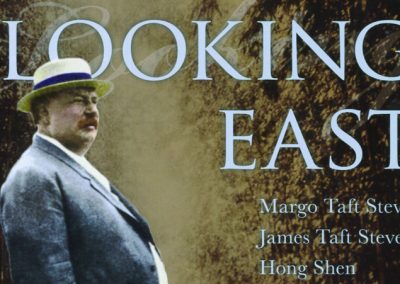 LOOKING
EAST
Margo Taft Stev
James Taft Steve
Hong Shen